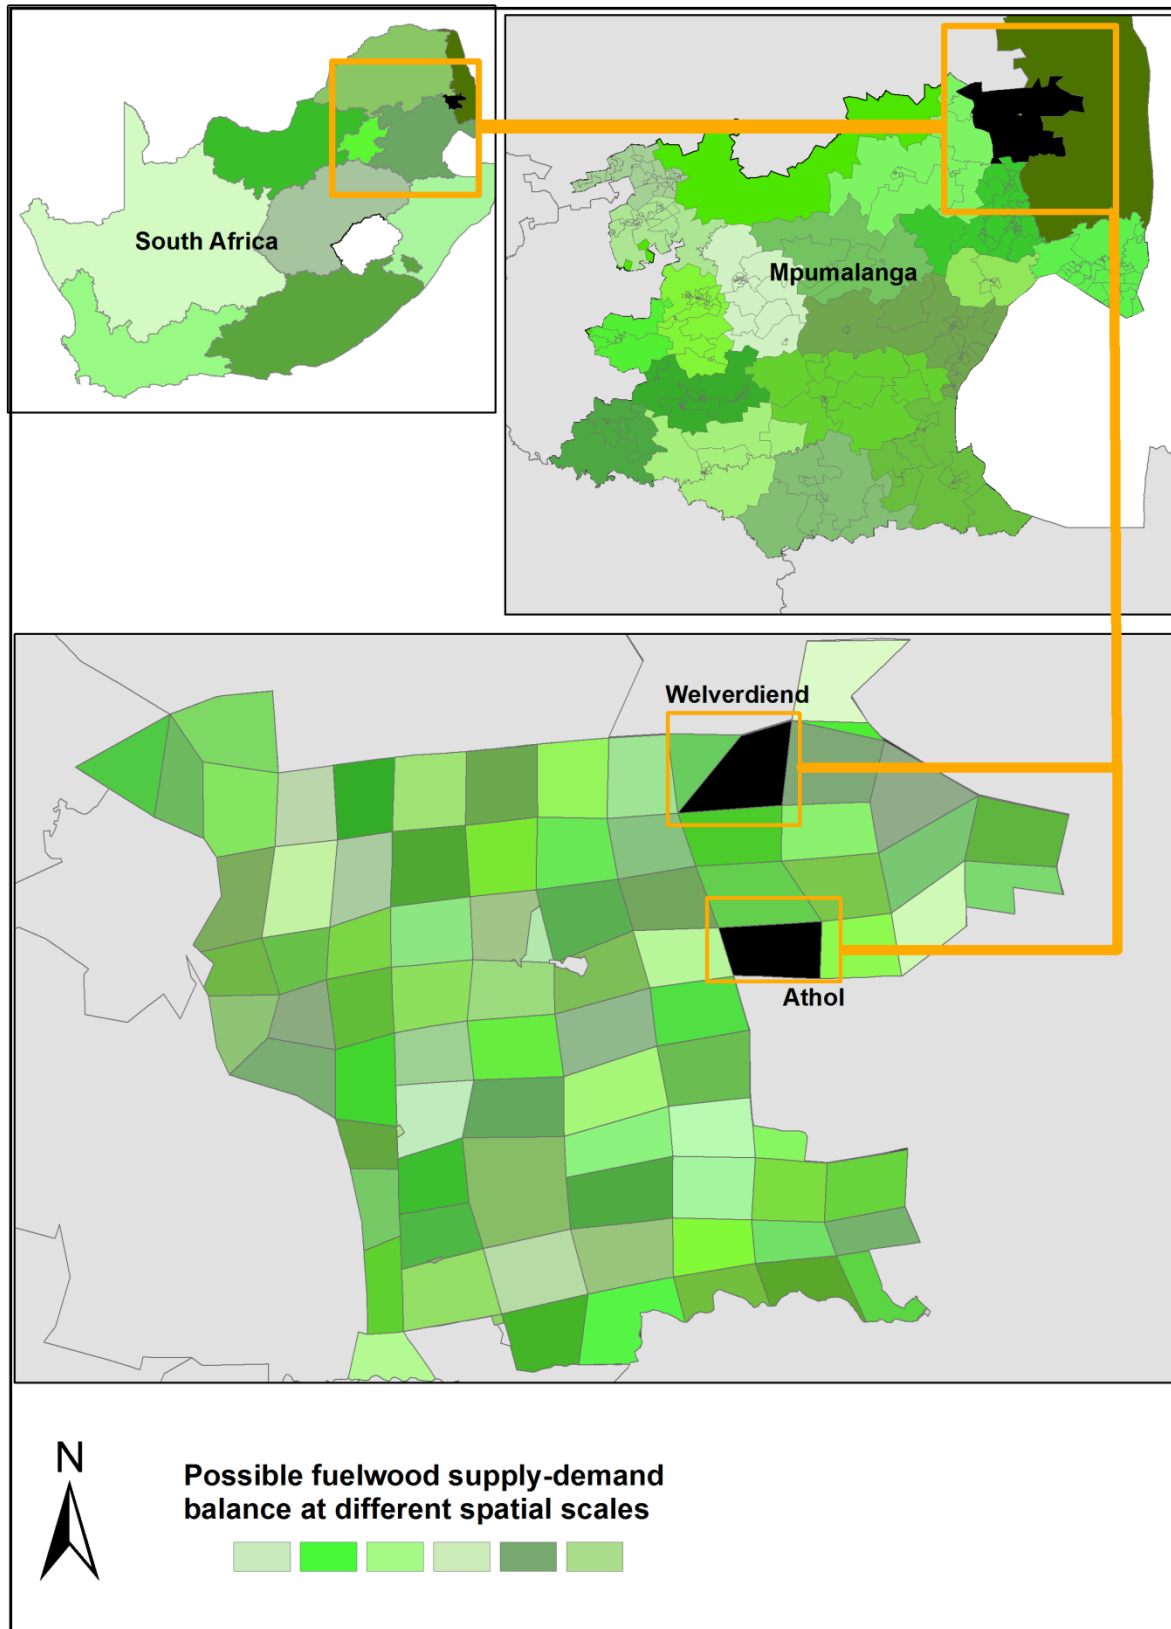 South Africa
Mpumalanga
Welverdiend
Athol
N
Possible fuelwood supply-demand
balance at different spatial scales